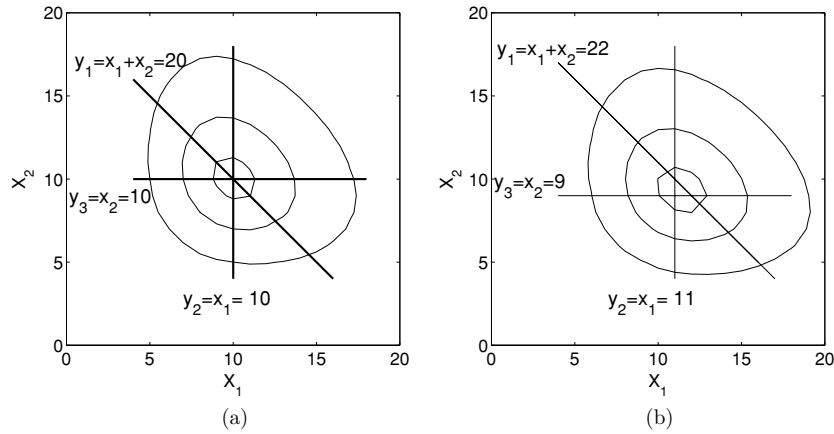 20
15
10
5
0
x₂
y₁=x₁+x₂=20
y₃=x₂=10
y₂=x₁= 10
0 5 10 15 20
x₁
(a)
20
15
10
5
0
x₂
y₁=x₁+x₂=22
y₃=x₂=9
y₂=x₁= 11
0 5 10 15 20
x₁
(b)